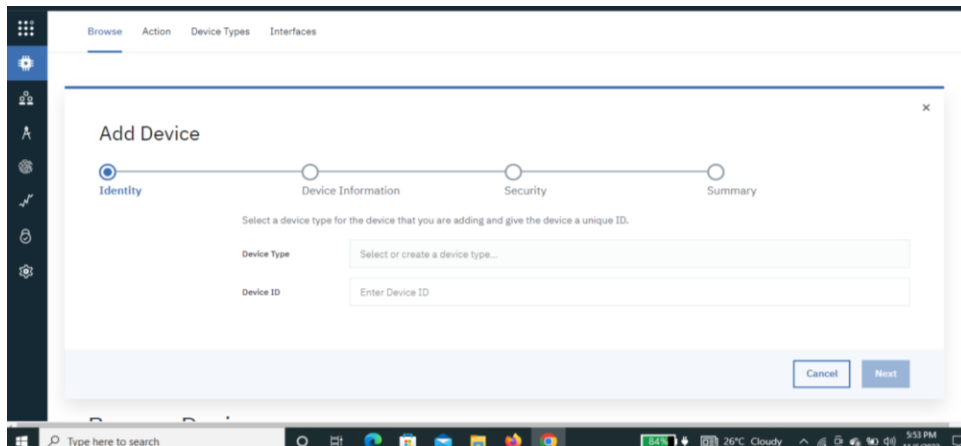 Browse Action Device Types Interfaces
×
Add Device
Identity Device Information Security Summary
Select a device type for the device that you are adding and give the device a unique ID.
Device Type Select or create a device type...
Device ID Enter Device ID
Cancel Next
Type here to search 84% 26°C Cloudy 5:53 PM